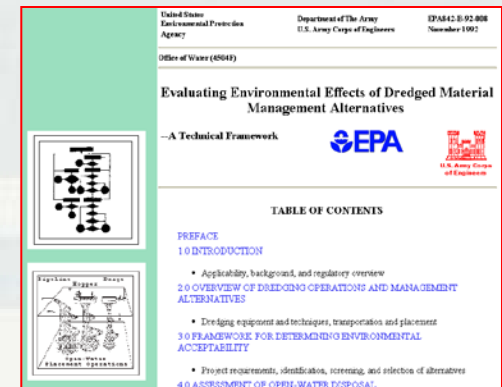 United States
Environmental Protection
Agency
Department of The Army
U.S. Army Corps of Engineers
EPA842-B-92-008
November 1992
Office of Water (4504F)
Evaluating Environmental Effects of Dredged Material
Management Alternatives
--A Technical Framework
EPA
U.S. Army Corps
of Engineers
TABLE OF CONTENTS
PREFACE
1.0 INTRODUCTION
• Applicability, background, and regulatory overview
2.0 OVERVIEW OF DREDGING OPERATIONS AND MANAGEMENT
ALTERNATIVES
• Dredging equipment and techniques, transportation and placement
3.0 FRAMEWORK FOR DETERMINING ENVIRONMENTAL
ACCEPTABILITY
• Project requirements, identification, screening, and selection of alternatives
4.0 ASSESSMENT OF OPEN-WATER DISPOSAL
Pipeline Hopper Barge
Open-Water
Placement Operations